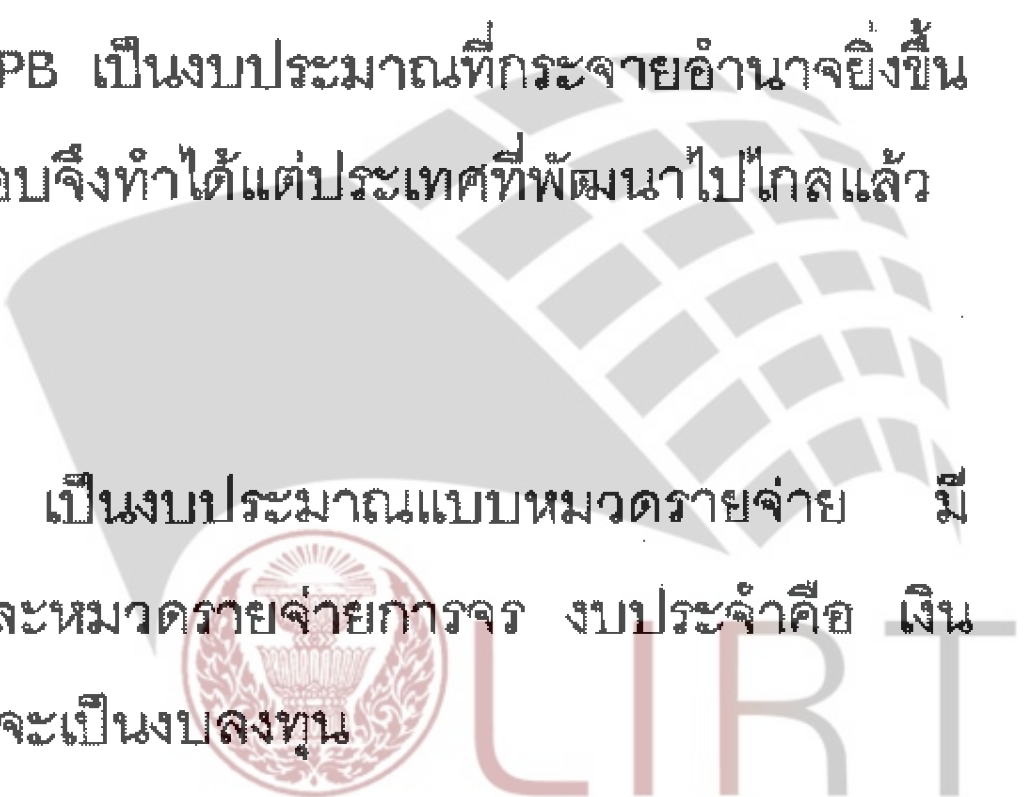 PB เป็นงบประมาณที่กระจายอำนาจยิ่งขึ้น
อบจึงทำได้แต่ประเทศที่พัฒนาไปไกลแล้ว
เป็นงบประมาณแบบหมวดรายจ่าย มี
ละหมวดรายจ่ายการจร งบประจำคือ เงิน
จะเป็นงบลงทุน
LIRT